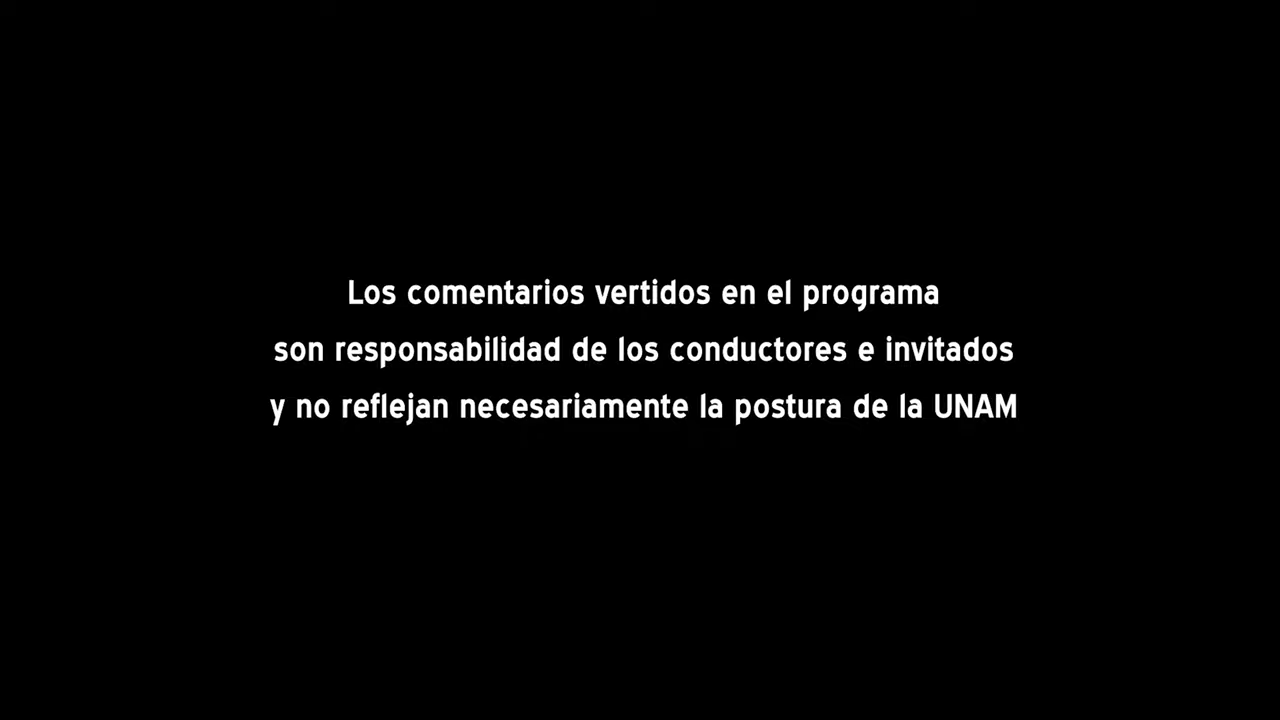 Los comentarios vertidos en el programa
son responsabilidad de los conductores e invitados
y no reflejan necesariamente la postura de la UNAM